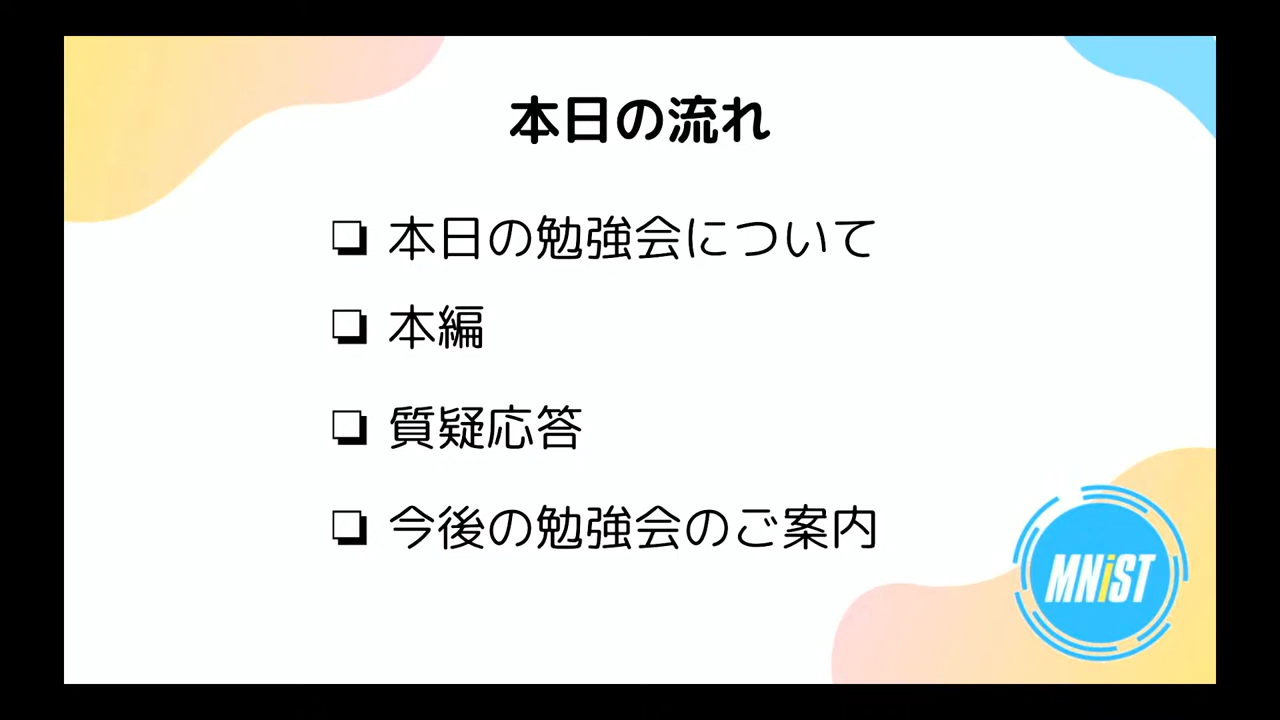 本日の流れ
❏ 本日の勉強会について
❏ 本編
❏ 質疑応答
❏ 今後の勉強会のご案内
MNiST